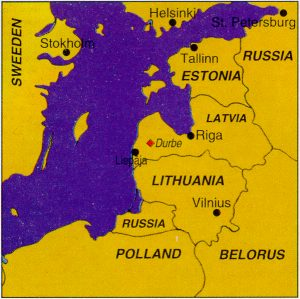 Helsinki
St. Petersburg
SWEEDEN
Stokholm
Tallinn
RUSSIA
ESTONIA
LATVIA
Riga
Durbe
Liepaja
LITHUANIA
Vilnius
RUSSIA
POLLAND
BELORUS